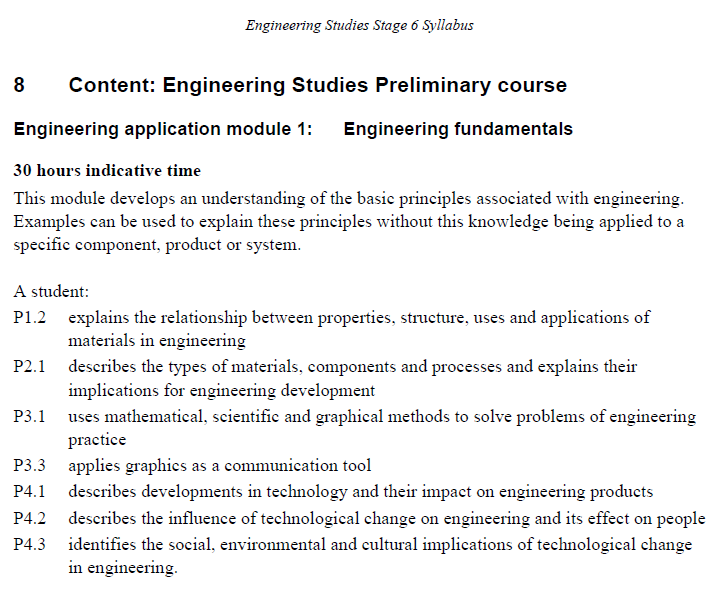 Engineering Studies Stage 6 Syllabus
8 Content: Engineering Studies Preliminary course
Engineering application module 1: Engineering fundamentals
30 hours indicative time
This module develops an understanding of the basic principles associated with engineering.
Examples can be used to explain these principles without this knowledge being applied to a
specific component, product or system.
A student:
P1.2 explains the relationship between properties, structure, uses and applications of
materials in engineering
P2.1 describes the types of materials, components and processes and explains their
implications for engineering development
P3.1 uses mathematical, scientific and graphical methods to solve problems of engineering
practice
P3.3 applies graphics as a communication tool
P4.1 describes developments in technology and their impact on engineering products
P4.2 describes the influence of technological change on engineering and its effect on people
P4.3 identifies the social, environmental and cultural implications of technological change
in engineering.